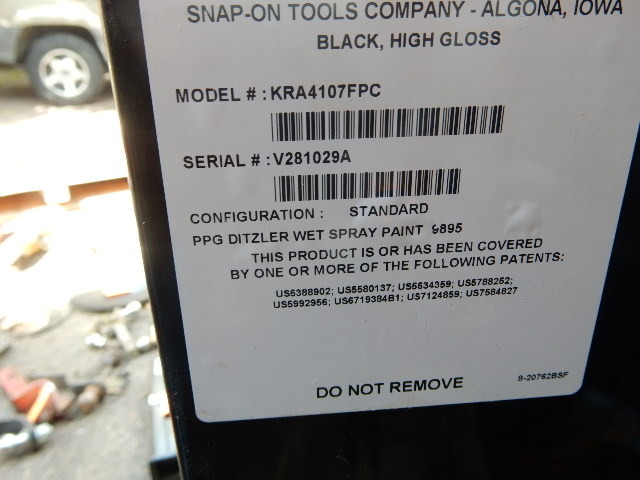 SNAP-ON TOOLS COMPANY - ALGONA, IOWA
BLACK, HIGH GLOSS
MODEL # : KRA4107FPC
SERIAL # : V281029A
CONFIGURATION : STANDARD
PPG DITZLER WET SPRAY PAINT 9895
THIS PRODUCT IS OR HAS BEEN COVERED
BY ONE OR MORE OF THE FOLLOWING PATENTS:
US5388902; US5580137; US5634359; US5788252;
US5992956; US6719384B1; US7124859; US7584827
DO NOT REMOVE
8-20762BSF